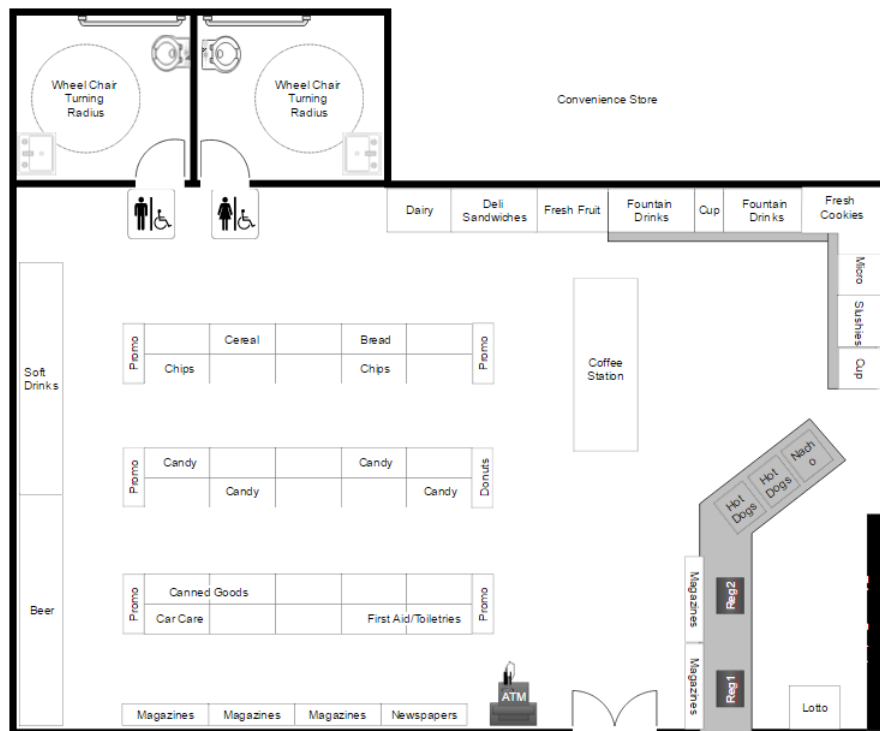 Wheel Chair
Turning
Radius
Wheel Chair
Turning
Radius
Convenience Store
Dairy
Deli
Sandwiches
Fresh Fruit
Fountain
Drinks
Cup
Fountain
Drinks
Fresh
Cookies
Micro
Slushies
Cup
Promo
Cereal
Bread
Promo
Chips
Chips
Soft
Drinks
Coffee
Station
Promo
Candy
Candy
Donuts
Candy
Candy
Nach
o
Hot
Dogs
Hot
Dogs
Beer
Promo
Canned Goods
Promo
Car Care
First Aid/Toiletries
Magazines
Reg2
Magazines
Reg1
ATM
Magazines
Magazines
Magazines
Newspapers
Lotto